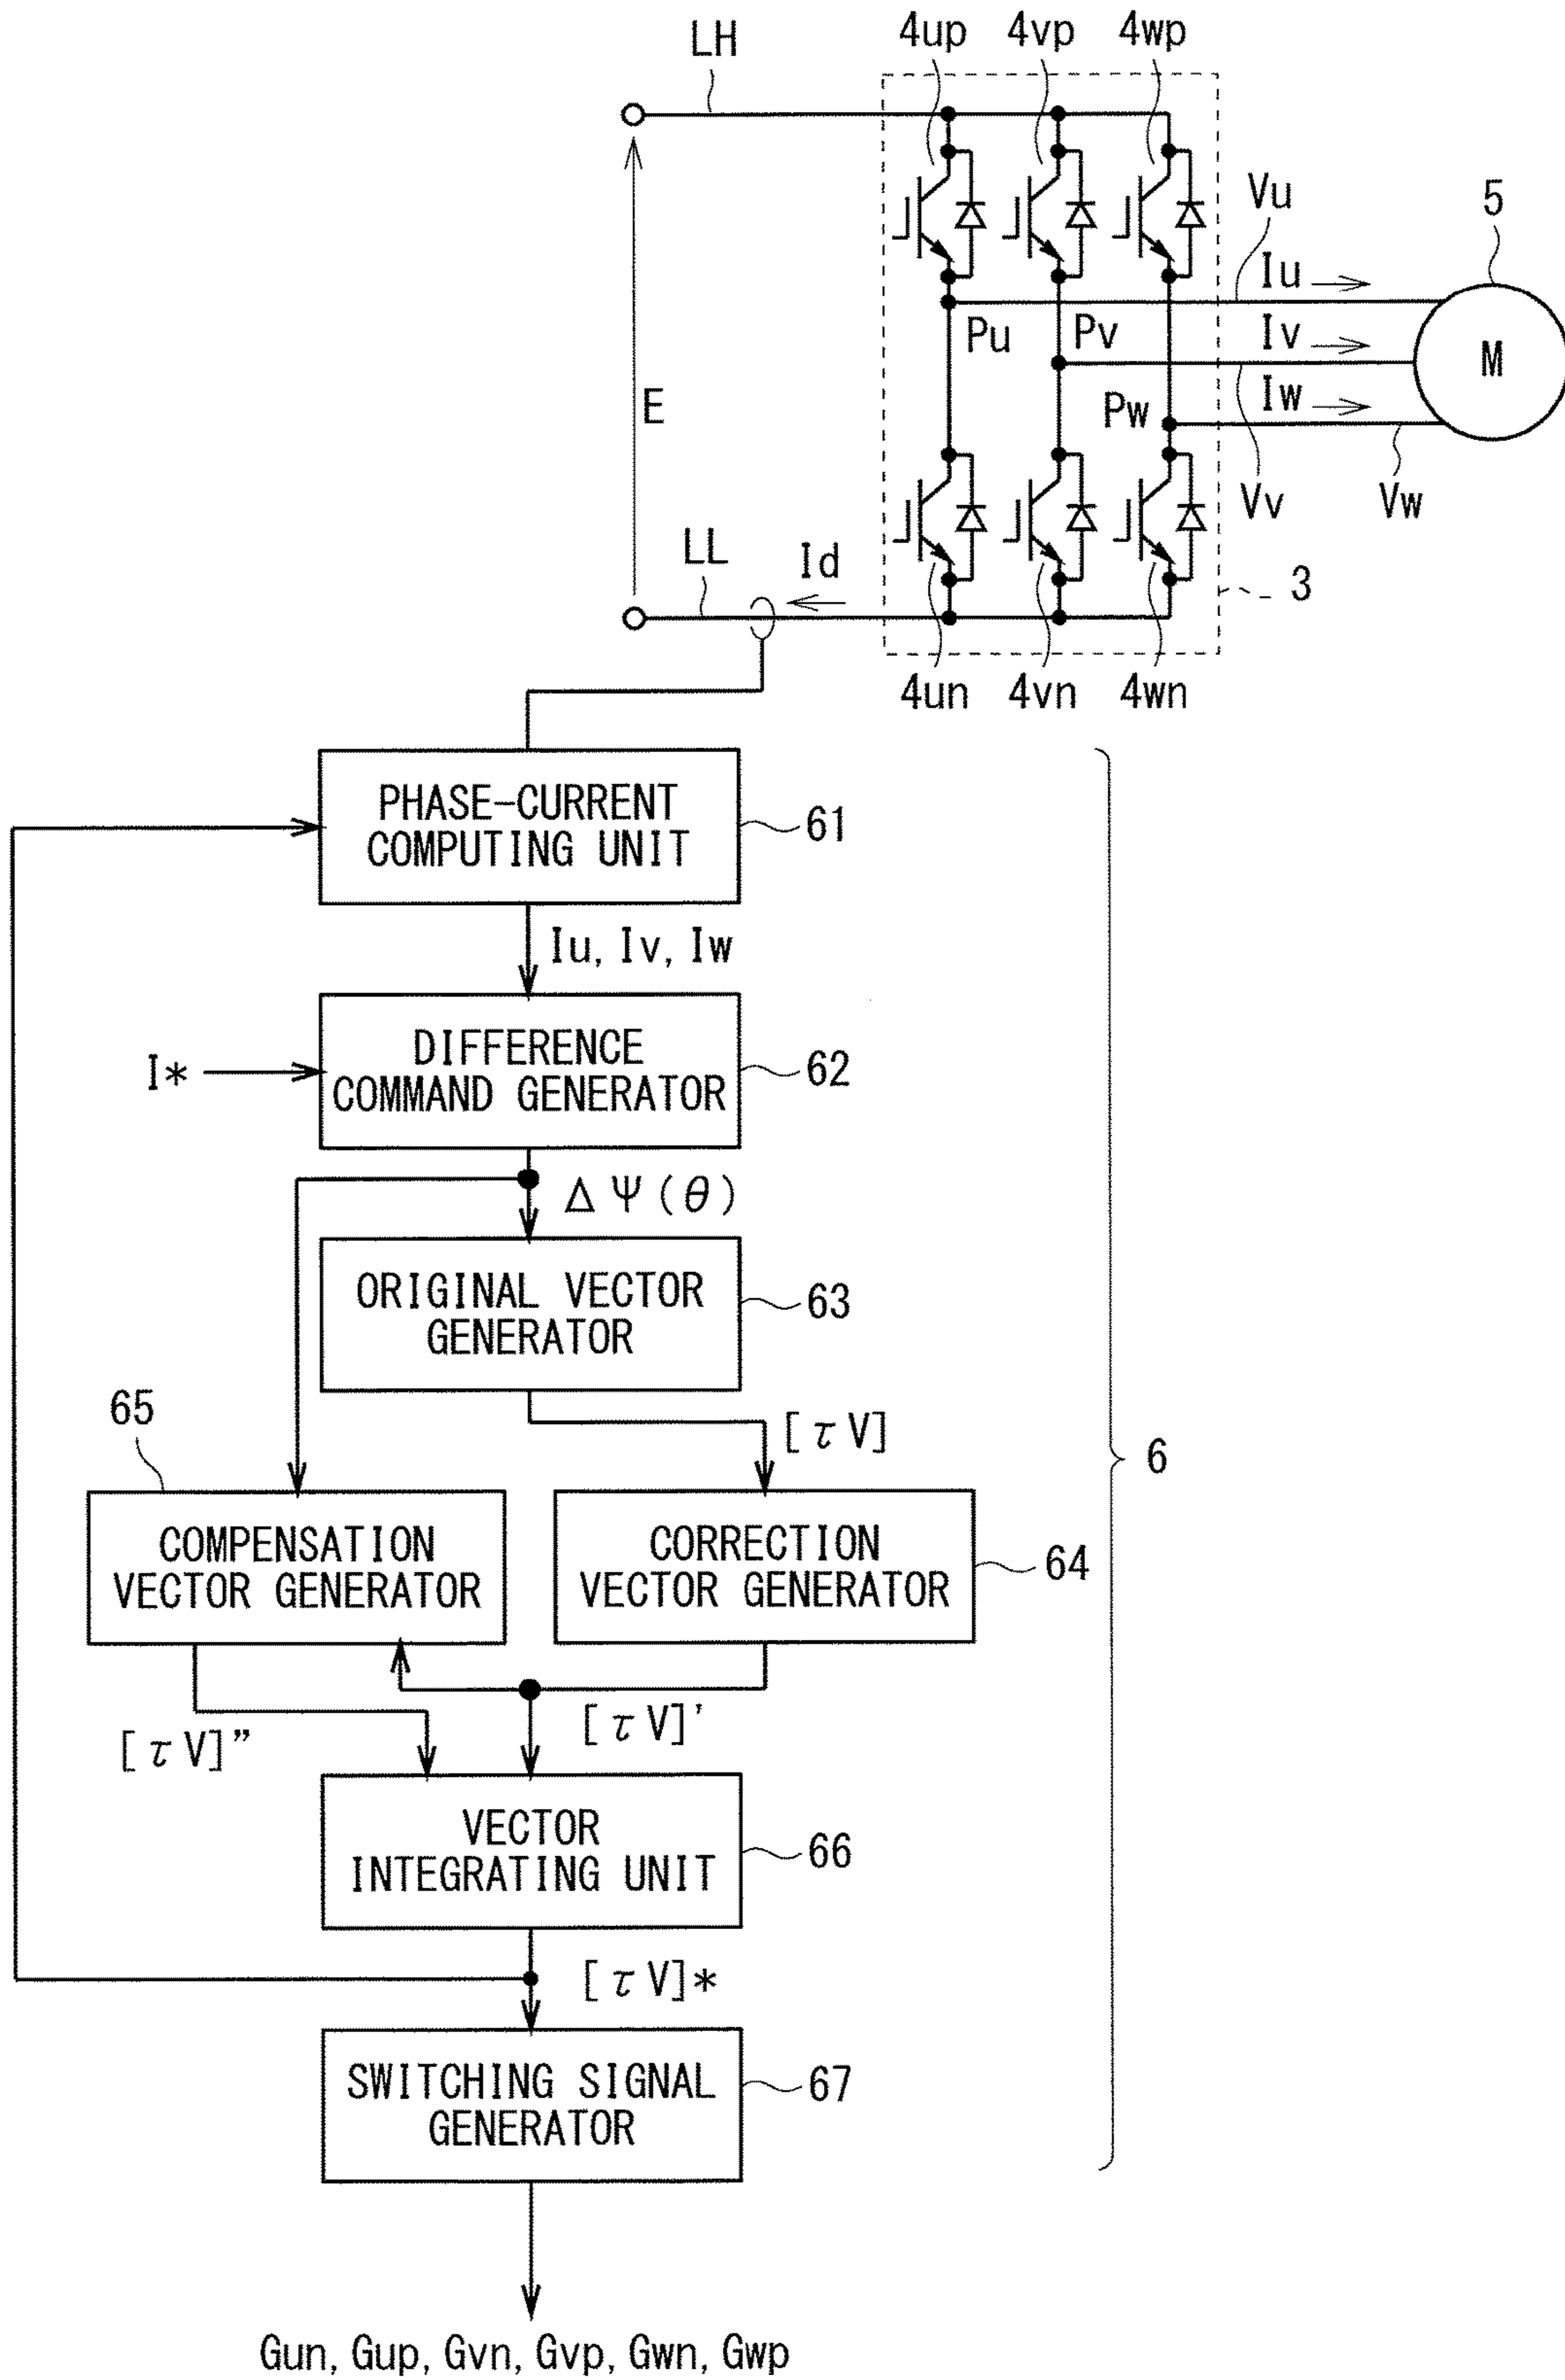 LH
4up
4vp
4wp
Vu
5
Iu
Pu
Pv
Iv
M
E
Pw
Iw
Vv
Vw
LL
Id
3
4un
4vn
4wn
PHASE-CURRENT
COMPUTING UNIT
61
Iu, Iv, Iw
I*
DIFFERENCE
COMMAND GENERATOR
62
ΔΨ(θ)
ORIGINAL VECTOR
GENERATOR
63
65
[τV]
6
COMPENSATION
VECTOR GENERATOR
CORRECTION
VECTOR GENERATOR
64
[τV]”
[τV]’
VECTOR
INTEGRATING UNIT
66
[τV]*
SWITCHING SIGNAL
GENERATOR
67
Gun, Gup, Gvn, Gvp, Gwn, Gwp